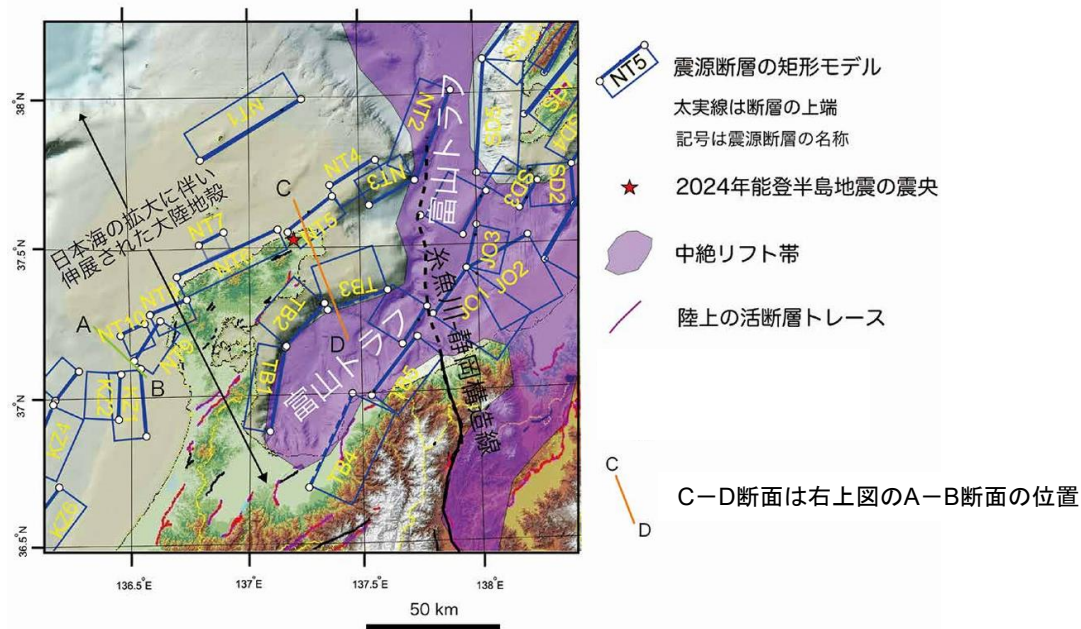 38°N
37.5°N
37°N
36.5°N
136.5°E
137°E
137.5°E
138°E
50 km
日本海の拡大に伴い
伸展された大陸地殻
富山トラフ
富山トラフ
糸魚川-静岡構造線
A
B
C
D
NT1
NT2
NT3
NT4
NT5
NT7
NT10
TB1
TB2
TB3
TB4
JO1
JO2
JO3
SD2
SD3
SD4
KZ4
NT5
震源断層の矩形モデル
太実線は断層の上端
記号は震源断層の名称
2024年能登半島地震の震央
中絶リフト帯
陸上の活断層トレース
C
D
C－D断面は右上図のA－B断面の位置